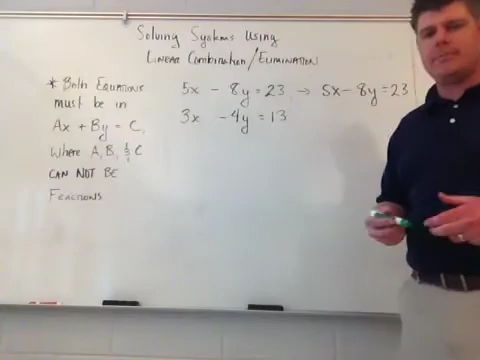 Solving Systems Using
Linear Combination/Elimination
* Both Equations
must be in
Ax + By = C,
where A, B, & C
CAN NOT BE
Fractions
5x - 8y = 23 → 5x - 8y = 23
3x - 4y = 13